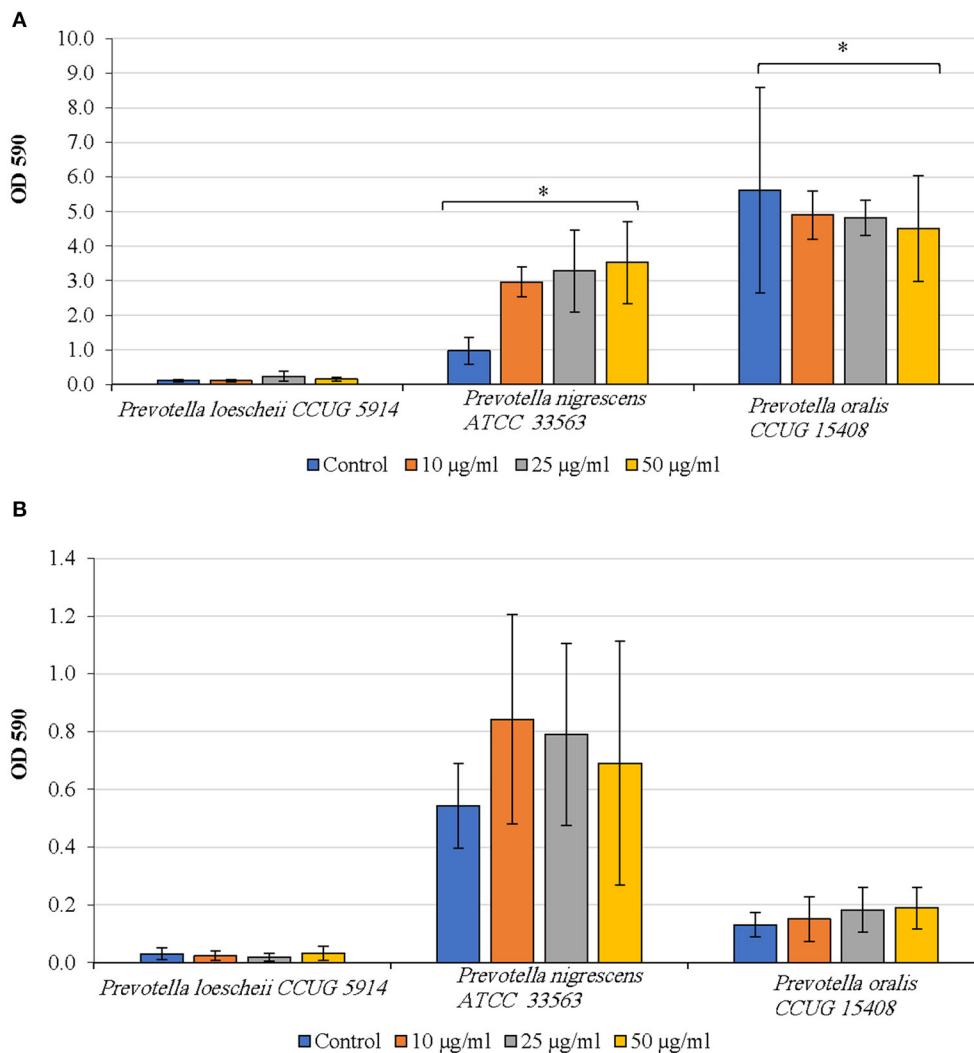 A
10.0
9.0
8.0
7.0
6.0
5.0
4.0
3.0
2.0
1.0
0.0
OD 590
*
*
Prevotella loescheii CCUG 5914
Prevotella nigrescens
ATCC 33563
Prevotella oralis
CCUG 15408
Control 10 µg/ml 25 µg/ml 50 µg/ml
B
1.4
1.2
1.0
0.8
0.6
0.4
0.2
0.0
OD 590
Prevotella loescheii CCUG 5914
Prevotella nigrescens
ATCC 33563
Prevotella oralis
CCUG 15408
Control 10 µg/ml 25 µg/ml 50 µg/ml